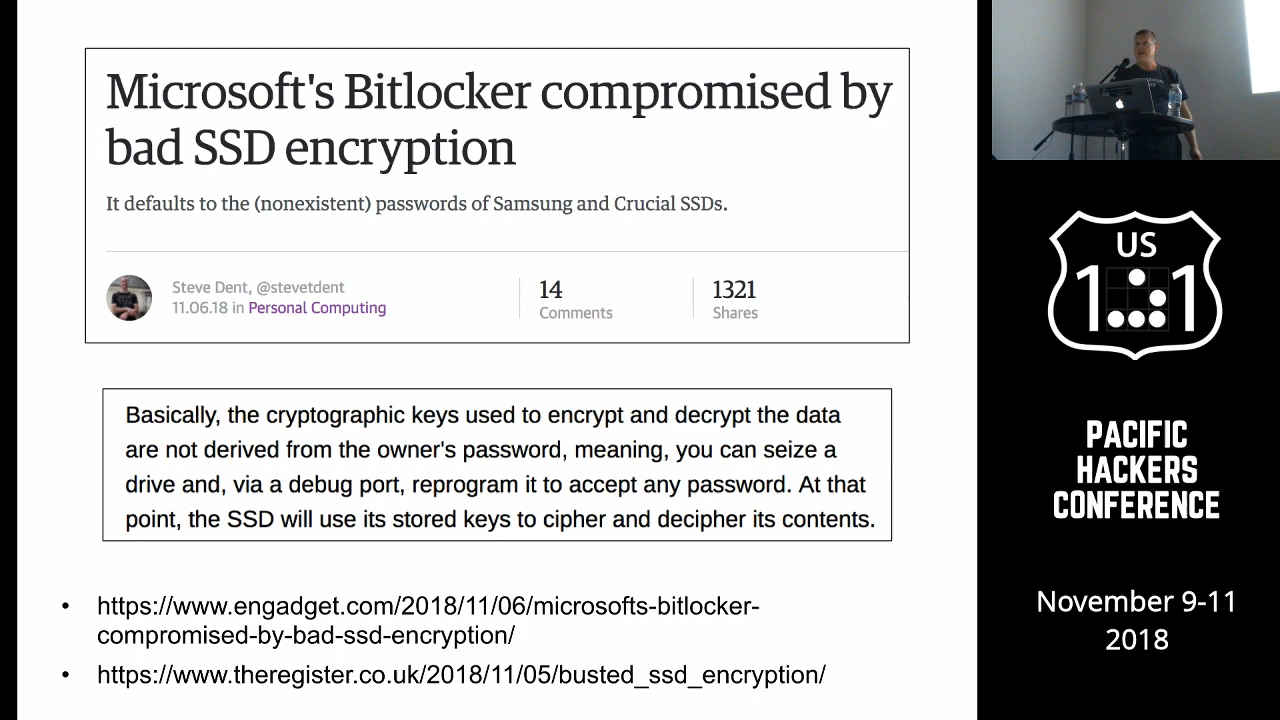 Microsoft's Bitlocker compromised by
bad SSD encryption
It defaults to the (nonexistent) passwords of Samsung and Crucial SSDs.
Steve Dent, @stevetdent
11.06.18 in Personal Computing
14
Comments
1321
Shares
Basically, the cryptographic keys used to encrypt and decrypt the data
are not derived from the owner's password, meaning, you can seize a
drive and, via a debug port, reprogram it to accept any password. At that
point, the SSD will use its stored keys to cipher and decipher its contents.
• https://www.engadget.com/2018/11/06/microsofts-bitlocker-
compromised-by-bad-ssd-encryption/
• https://www.theregister.co.uk/2018/11/05/busted_ssd_encryption/
US
1 1
PACIFIC
HACKERS
CONFERENCE
November 9-11
2018